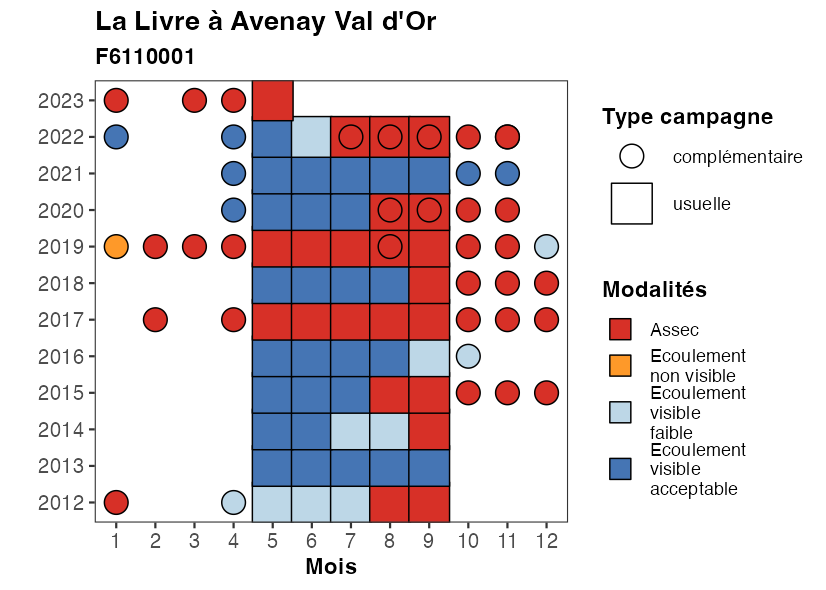 La Livre à Avenay Val d'Or
F6110001
2023
2022
2021
2020
2019
2018
2017
2016
2015
2014
2013
2012
1 2 3 4 5 6 7 8 9 10 11 12
Mois
Type campagne
complémentaire
usuelle
Modalités
Assec
Ecoulement
non visible
Ecoulement
visible
faible
Ecoulement
visible
acceptable